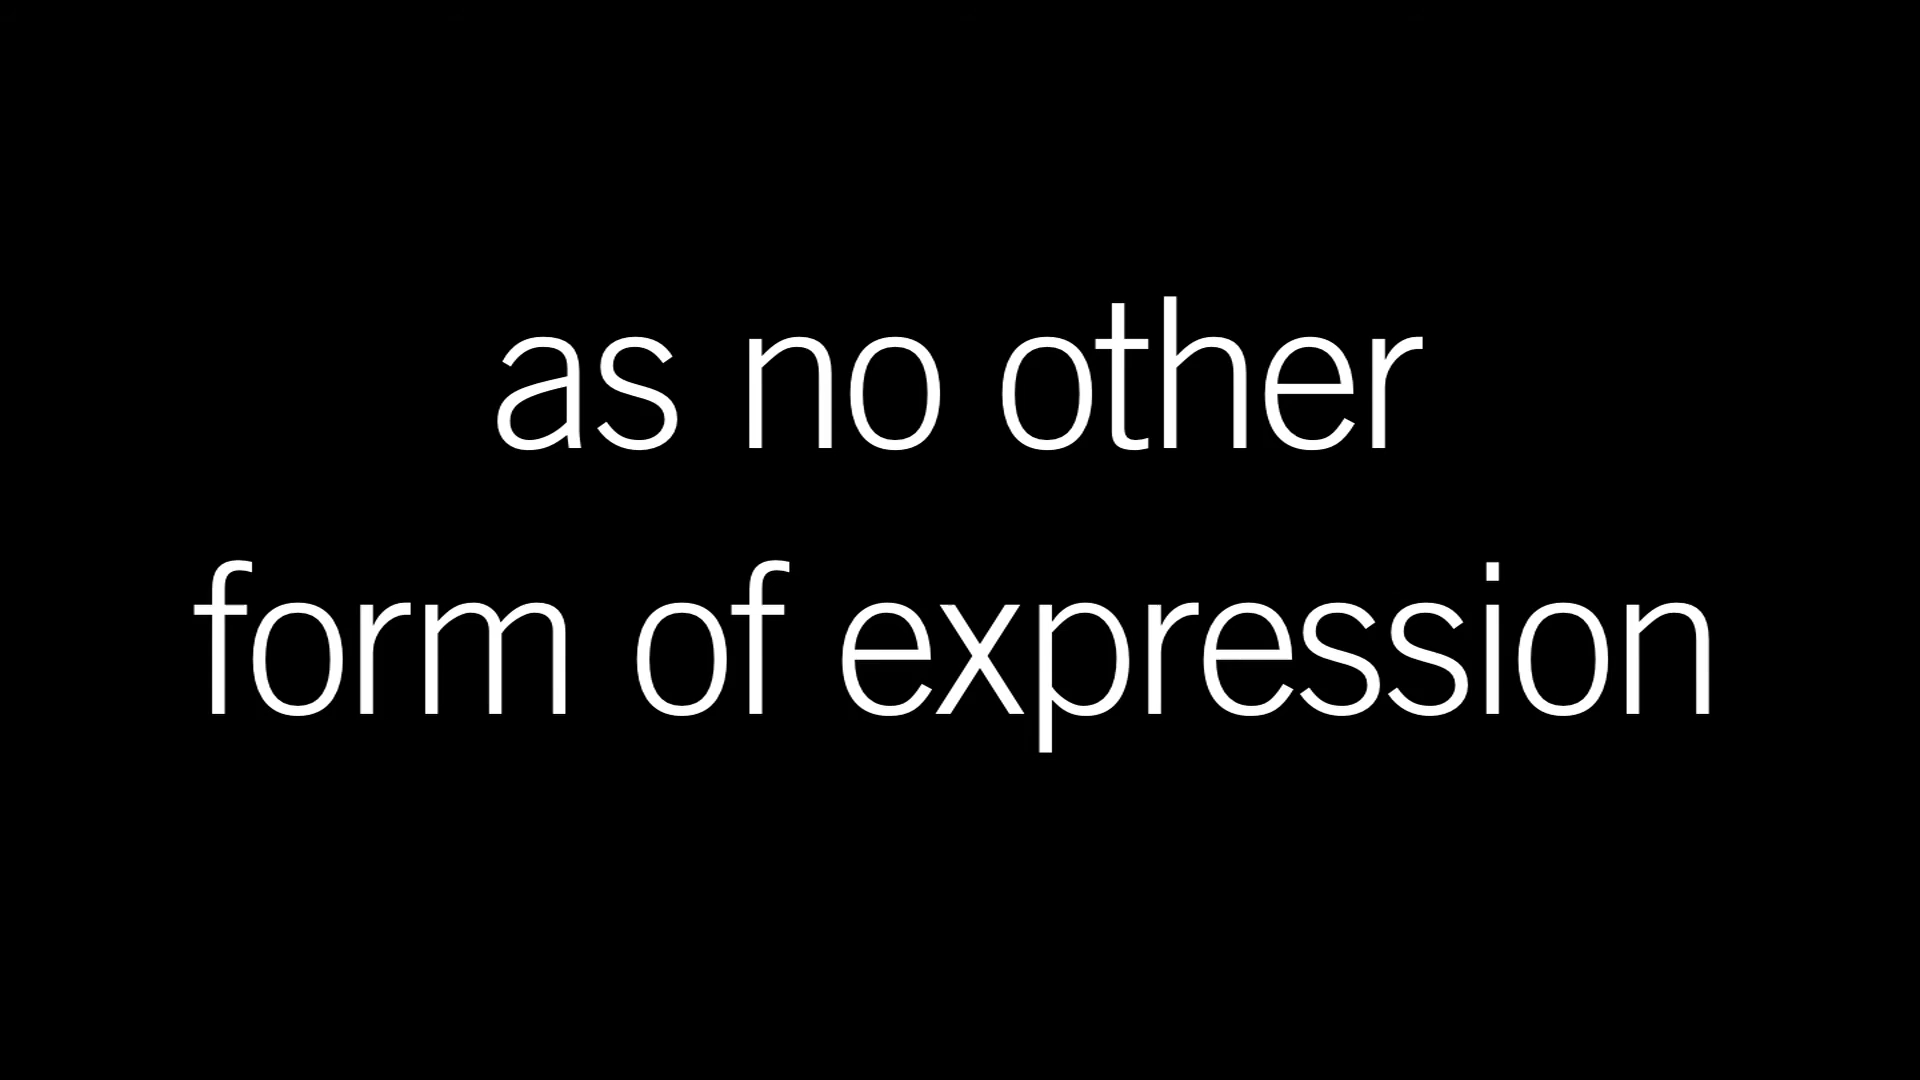 as no other
form of expression